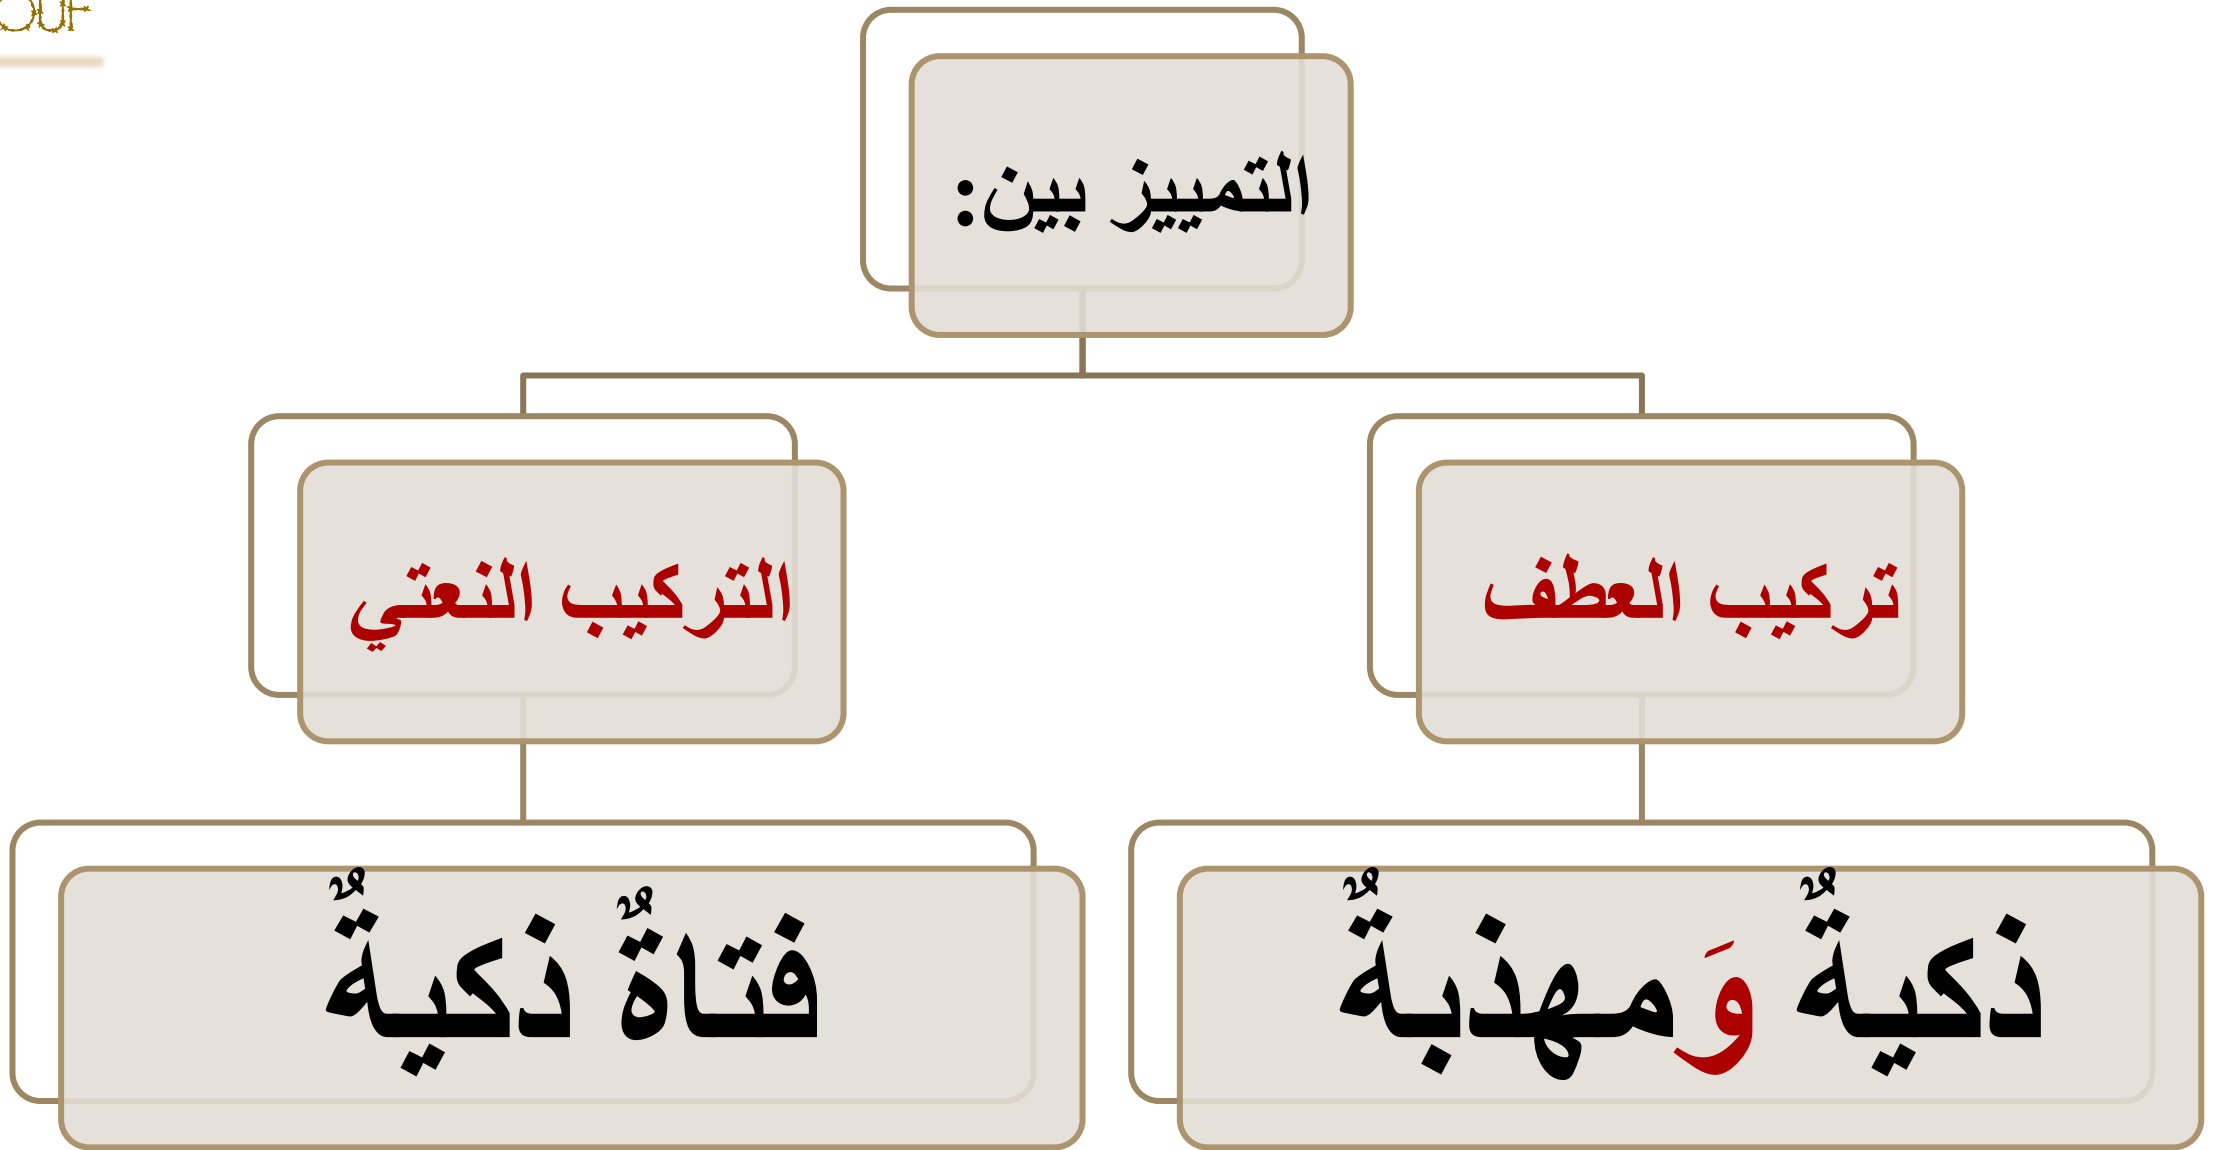 التمييز بين:
تركيب العطف
التركيب النعتي
ذكيةٌ وَمهذبةٌ
فتاةٌ ذكيةٌ